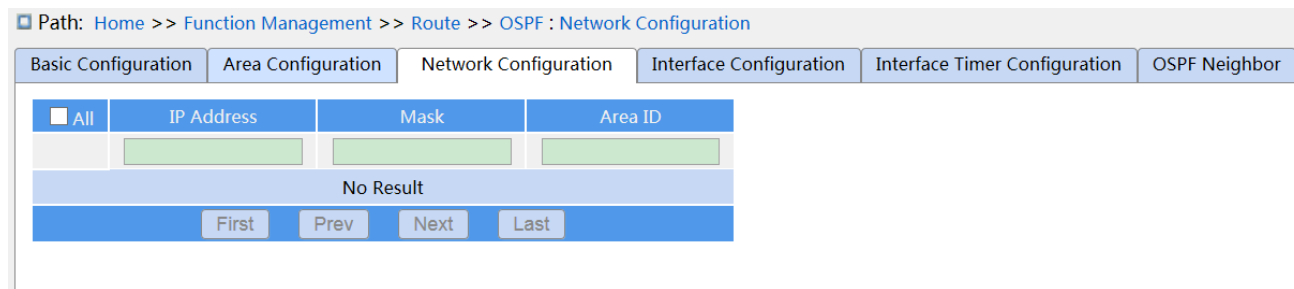 Path: Home >> Function Management >> Route >> OSPF : Network Configuration
Basic Configuration Area Configuration Network Configuration Interface Configuration Interface Timer Configuration OSPF Neighbor
All IP Address Mask Area ID
No Result
First Prev Next Last